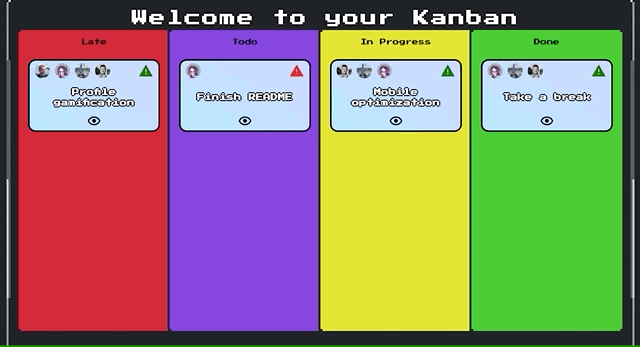 Welcome to your Kanban
Late
Todo
In Progress
Done
Profile
gamification
Finish README
Mobile
optimization
Take a break